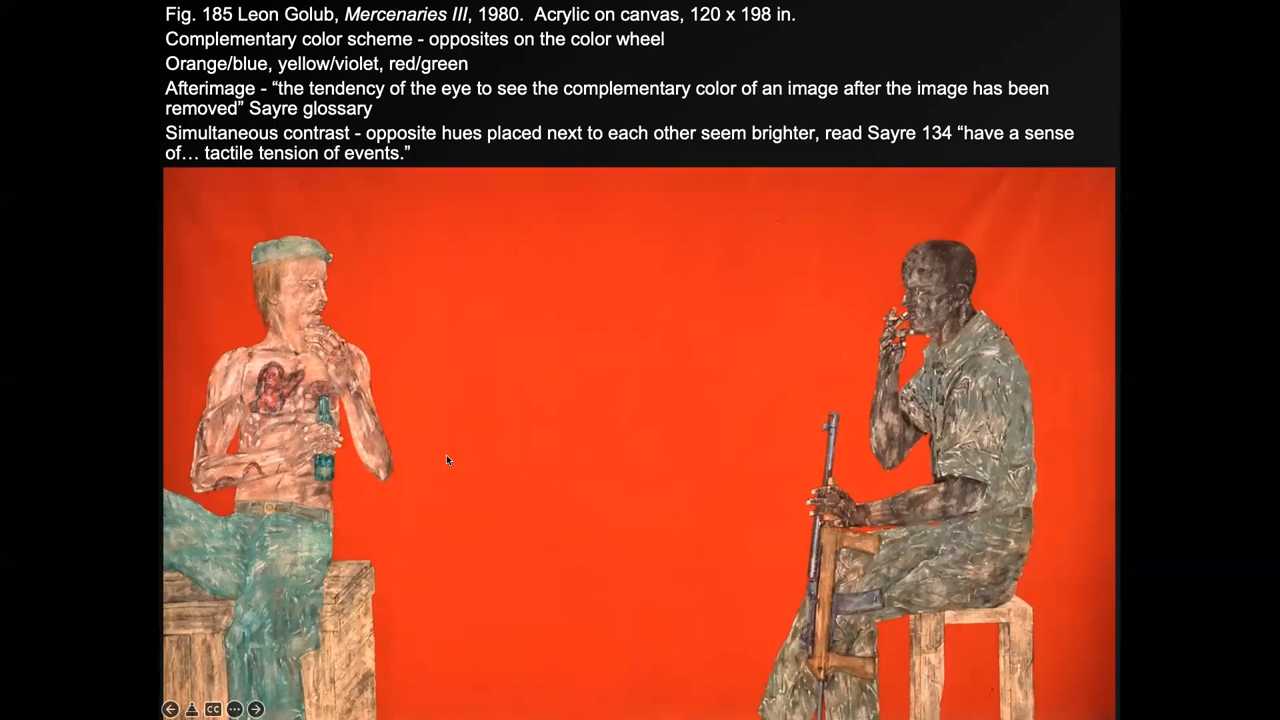 Fig. 185 Leon Golub, Mercenaries III, 1980.  Acrylic on canvas, 120 x 198 in.
Complementary color scheme - opposites on the color wheel
Orange/blue, yellow/violet, red/green
Afterimage - “the tendency of the eye to see the complementary color of an image after the image has been
removed” Sayre glossary
Simultaneous contrast - opposite hues placed next to each other seem brighter, read Sayre 134 “have a sense
of… tactile tension of events.”
CC